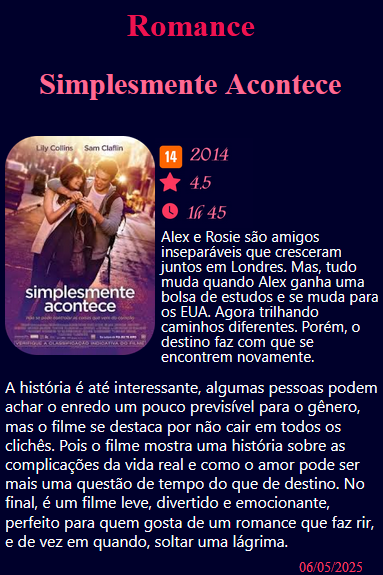 Romance
Simplesmente Acontece
Lily Collins Sam Claflin
simplesmente
acontece
14 2014
4.5
1h 45
Alex e Rosie são amigos
inseparáveis que cresceram
juntos em Londres. Mas, tudo
muda quando Alex ganha uma
bolsa de estudos e se muda para
os EUA. Agora trilhando
caminhos diferentes. Porém, o
destino faz com que se
encontrem novamente.
A história é até interessante, algumas pessoas podem
achar o enredo um pouco previsível para o gênero,
mas o filme se destaca por não cair em todos os
clichês. Pois o filme mostra uma história sobre as
complicações da vida real e como o amor pode ser
mais uma questão de tempo do que de destino. No
final, é um filme leve, divertido e emocionante,
perfeito para quem gosta de um romance que faz rir,
e de vez em quando, soltar uma lágrima.
06/05/2025